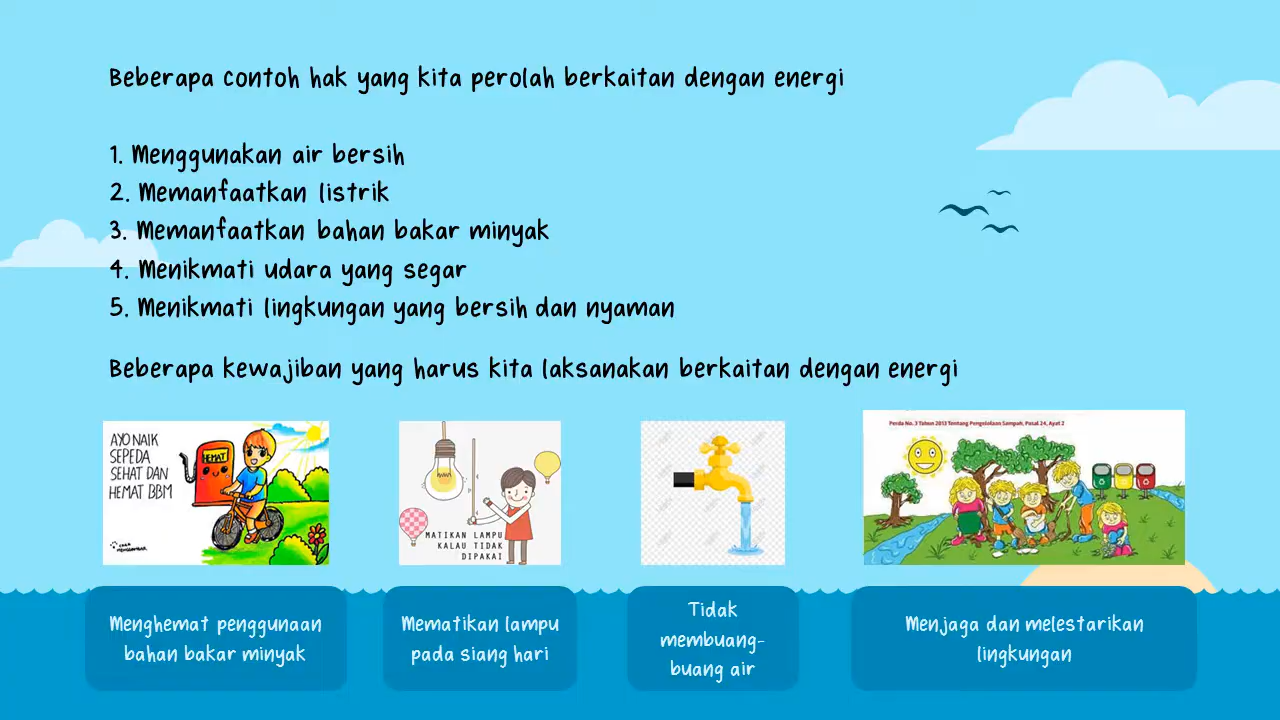 Beberapa contoh hak yang kita perolah berkaitan dengan energi
1. Menggunakan air bersih
2. Memanfaatkan listrik
3. Memanfaatkan bahan bakar minyak
4. Menikmati udara yang segar
5. Menikmati lingkungan yang bersih dan nyaman
Beberapa kewajiban yang harus kita laksanakan berkaitan dengan energi
AYO NAIK
SEPEDA
SEHAT DAN
HEMAT BBM
HEMAT
MATIKAN LAMPU
KALAU TIDAK
DIPAKAI
Perda No. 3 Tahun 2013 Tentang Pengelolaan Sampah, Pasal 24, Ayat 2
Menghemat penggunaan
bahan bakar minyak
Mematikan lampu
pada siang hari
Tidak
membuang-
buang air
Menjaga dan melestarikan
lingkungan